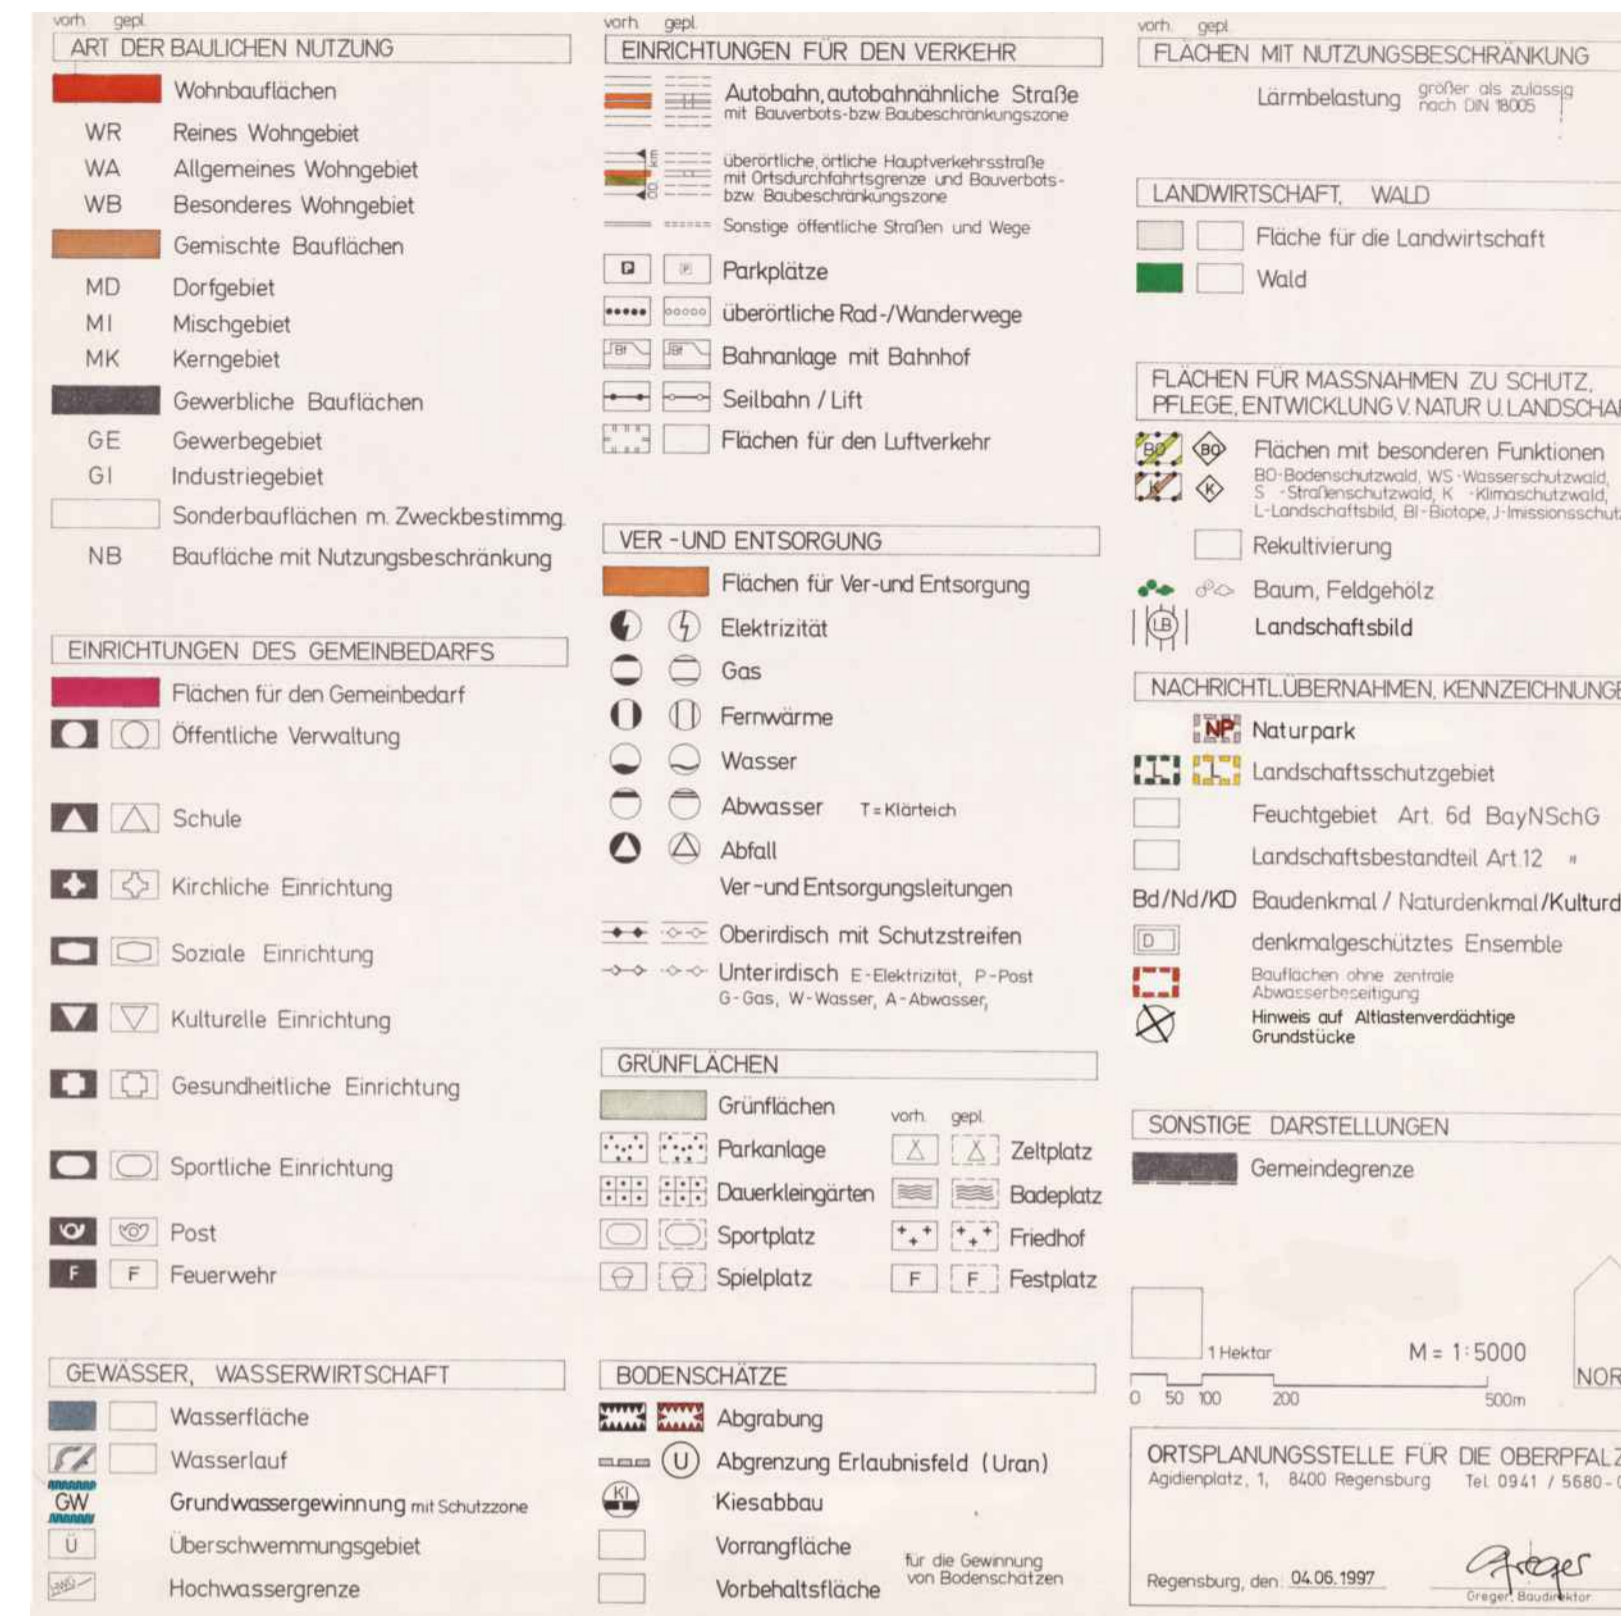 vorh. gepl.
ART DER BAULICHEN NUTZUNG
Wohnbauflächen
WR Reines Wohngebiet
WA Allgemeines Wohngebiet
WB Besonderes Wohngebiet
Gemischte Bauflächen
MD Dorfgebiet
MI Mischgebiet
MK Kerngebiet
Gewerbliche Bauflächen
GE Gewerbegebiet
GI Industriegebiet
Sonderbauflächen m. Zweckbestimmg.
NB Baufläche mit Nutzungsbeschränkung
EINRICHTUNGEN DES GEMEINBEDARFS
Flächen für den Gemeinbedarf
Öffentliche Verwaltung
Schule
Kirchliche Einrichtung
Soziale Einrichtung
Kulturelle Einrichtung
Gesundheitliche Einrichtung
Sportliche Einrichtung
Post
F F Feuerwehr
GEWÄSSER, WASSERWIRTSCHAFT
Wasserfläche
Wasserlauf
GW Grundwassergewinnung mit Schutzzone
Ü Überschwemmungsgebiet
HWG Hochwassergrenze
vorh. gepl.
EINRICHTUNGEN FÜR DEN VERKEHR
Autobahn, autobahnähnliche Straße
mit Bauverbots-bzw. Baubeschränkungszone
überörtliche, örtliche Hauptverkehrsstraße
mit Ortsdurchfahrtsgrenze und Bauverbots-
bzw. Baubeschränkungszone
km
OD
Sonstige öffentliche Straßen und Wege
P P Parkplätze
überörtliche Rad-/Wanderwege
Bf Bf Bahnanlage mit Bahnhof
Seilbahn / Lift
Flächen für den Luftverkehr
VER - UND ENTSORGUNG
Flächen für Ver-und Entsorgung
Elektrizität
Gas
Fernwärme
Wasser
Abwasser T = Klärteich
Abfall
Ver-und Entsorgungsleitungen
Oberirdisch mit Schutzstreifen
Unterirdisch E-Elektrizität, P-Post
G-Gas, W-Wasser, A-Abwasser,
GRÜNFLÄCHEN
Grünflächen vorh. gepl.
Parkanlage Zeltplatz
Dauerkleingärten Badeplatz
Sportplatz Friedhof
Spielplatz F F Festplatz
BODENSCHÄTZE
Abgrabung
U Abgrenzung Erlaubnisfeld (Uran)
KI Kiesabbau
Vorrangfläche
Vorbehaltsfläche
für die Gewinnung
von Bodenschätzen
vorh. gepl.
FLÄCHEN MIT NUTZUNGSBESCHRÄNKUNG
Lärmbelastung größer als zulässig
nach DIN 18005
LANDWIRTSCHAFT, WALD
Fläche für die Landwirtschaft
Wald
FLÄCHEN FÜR MASSNAHMEN ZU SCHUTZ,
PFLEGE, ENTWICKLUNG V. NATUR U. LANDSCHAF
BO BO Flächen mit besonderen Funktionen
K K BO-Bodenschutzwald, WS-Wasserschutzwald,
S -Straßenschutzwald, K -Klimaschutzwald,
L-Landschaftsbild, BI-Biotope, J-Imissionsschutz
Rekultivierung
Baum, Feldgehölz
LB Landschaftsbild
NACHRICHTL. ÜBERNAHMEN, KENNZEICHNUNGE
NP Naturpark
L L Landschaftsschutzgebiet
Feuchtgebiet Art. 6d BayNSchG
Landschaftsbestandteil Art.12 "
Bd/Nd/KD Baudenkmal / Naturdenkmal/Kulturd
D denkmalgeschütztes Ensemble
Bauflächen ohne zentrale
Abwasserbeseitigung
Hinweis auf Altlastenverdächtige
Grundstücke
SONSTIGE DARSTELLUNGEN
Gemeindegrenze
1 Hektar M = 1:5000
0 50 100 200 500m
NOR
ORTSPLANUNGSSTELLE FÜR DIE OBERPFALZ
Ägidienplatz, 1, 8400 Regensburg Tel. 0941 / 5680-0
Regensburg, den 04.06.1997
Greger
Greger, Baudirektor